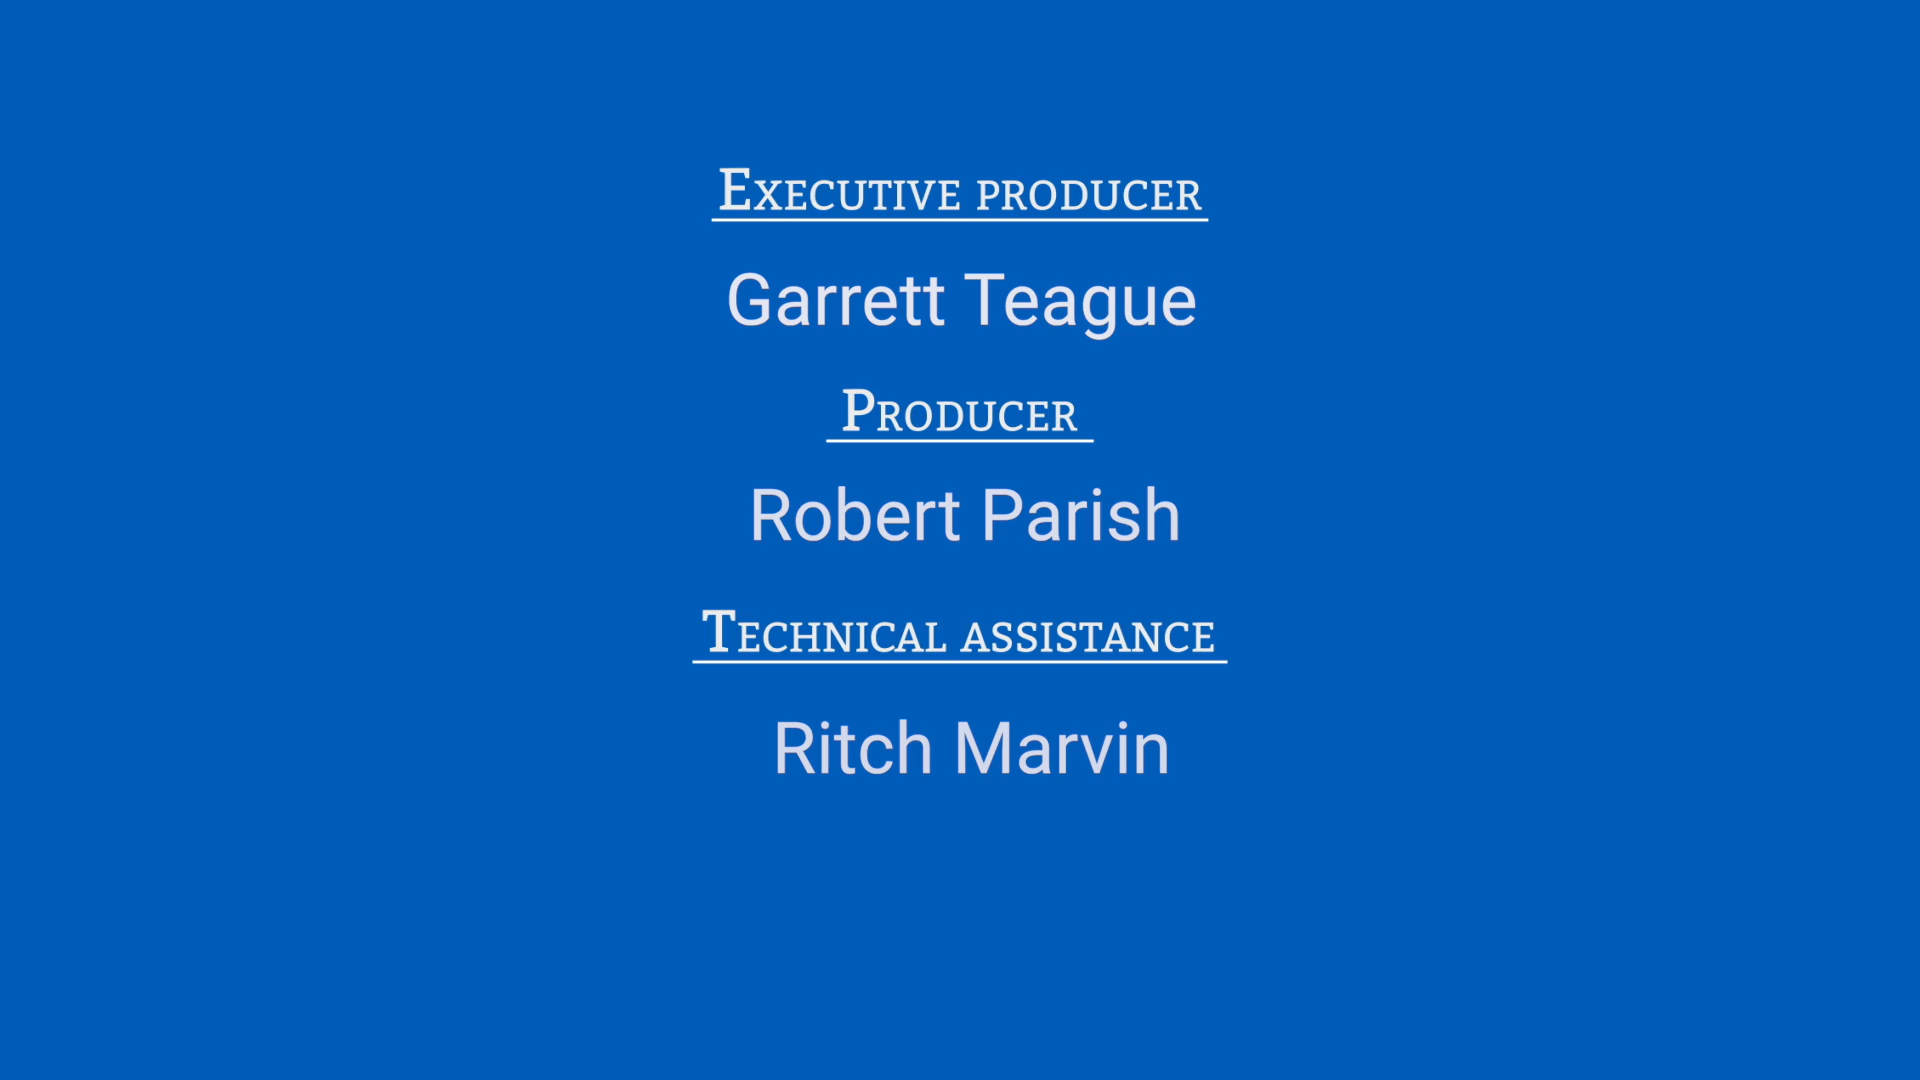 Executive producer
Garrett Teague
Producer
Robert Parish
Technical assistance
Ritch Marvin